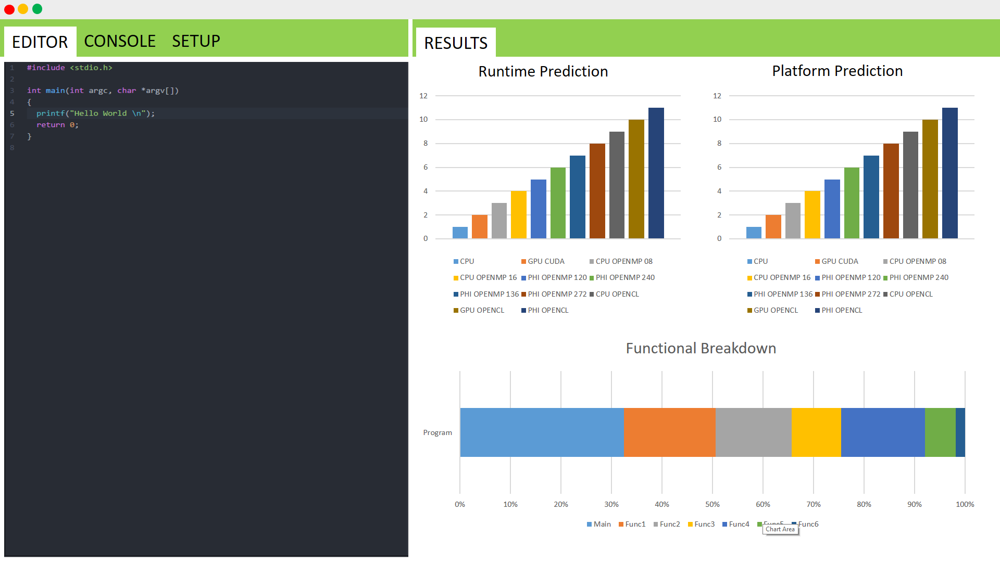 EDITOR CONSOLE SETUP
1 #include <stdio.h>
2
3 int main(int argc, char *argv[])
4 {
5 printf("Hello World \n");
6 return 0;
7 }
8
RESULTS
Runtime Prediction
12
10
8
6
4
2
0
CPU GPU CUDA CPU OPENMP 08
CPU OPENMP 16 PHI OPENMP 120 PHI OPENMP 240
PHI OPENMP 136 PHI OPENMP 272 CPU OPENCL
GPU OPENCL PHI OPENCL
Platform Prediction
12
10
8
6
4
2
0
CPU GPU CUDA CPU OPENMP 08
CPU OPENMP 16 PHI OPENMP 120 PHI OPENMP 240
PHI OPENMP 136 PHI OPENMP 272 CPU OPENCL
GPU OPENCL PHI OPENCL
Functional Breakdown
Program
0% 10% 20% 30% 40% 50% 60% 70% 80% 90% 100%
Main Func1 Func2 Func3 Func4 Func5 Func6
Chart Area